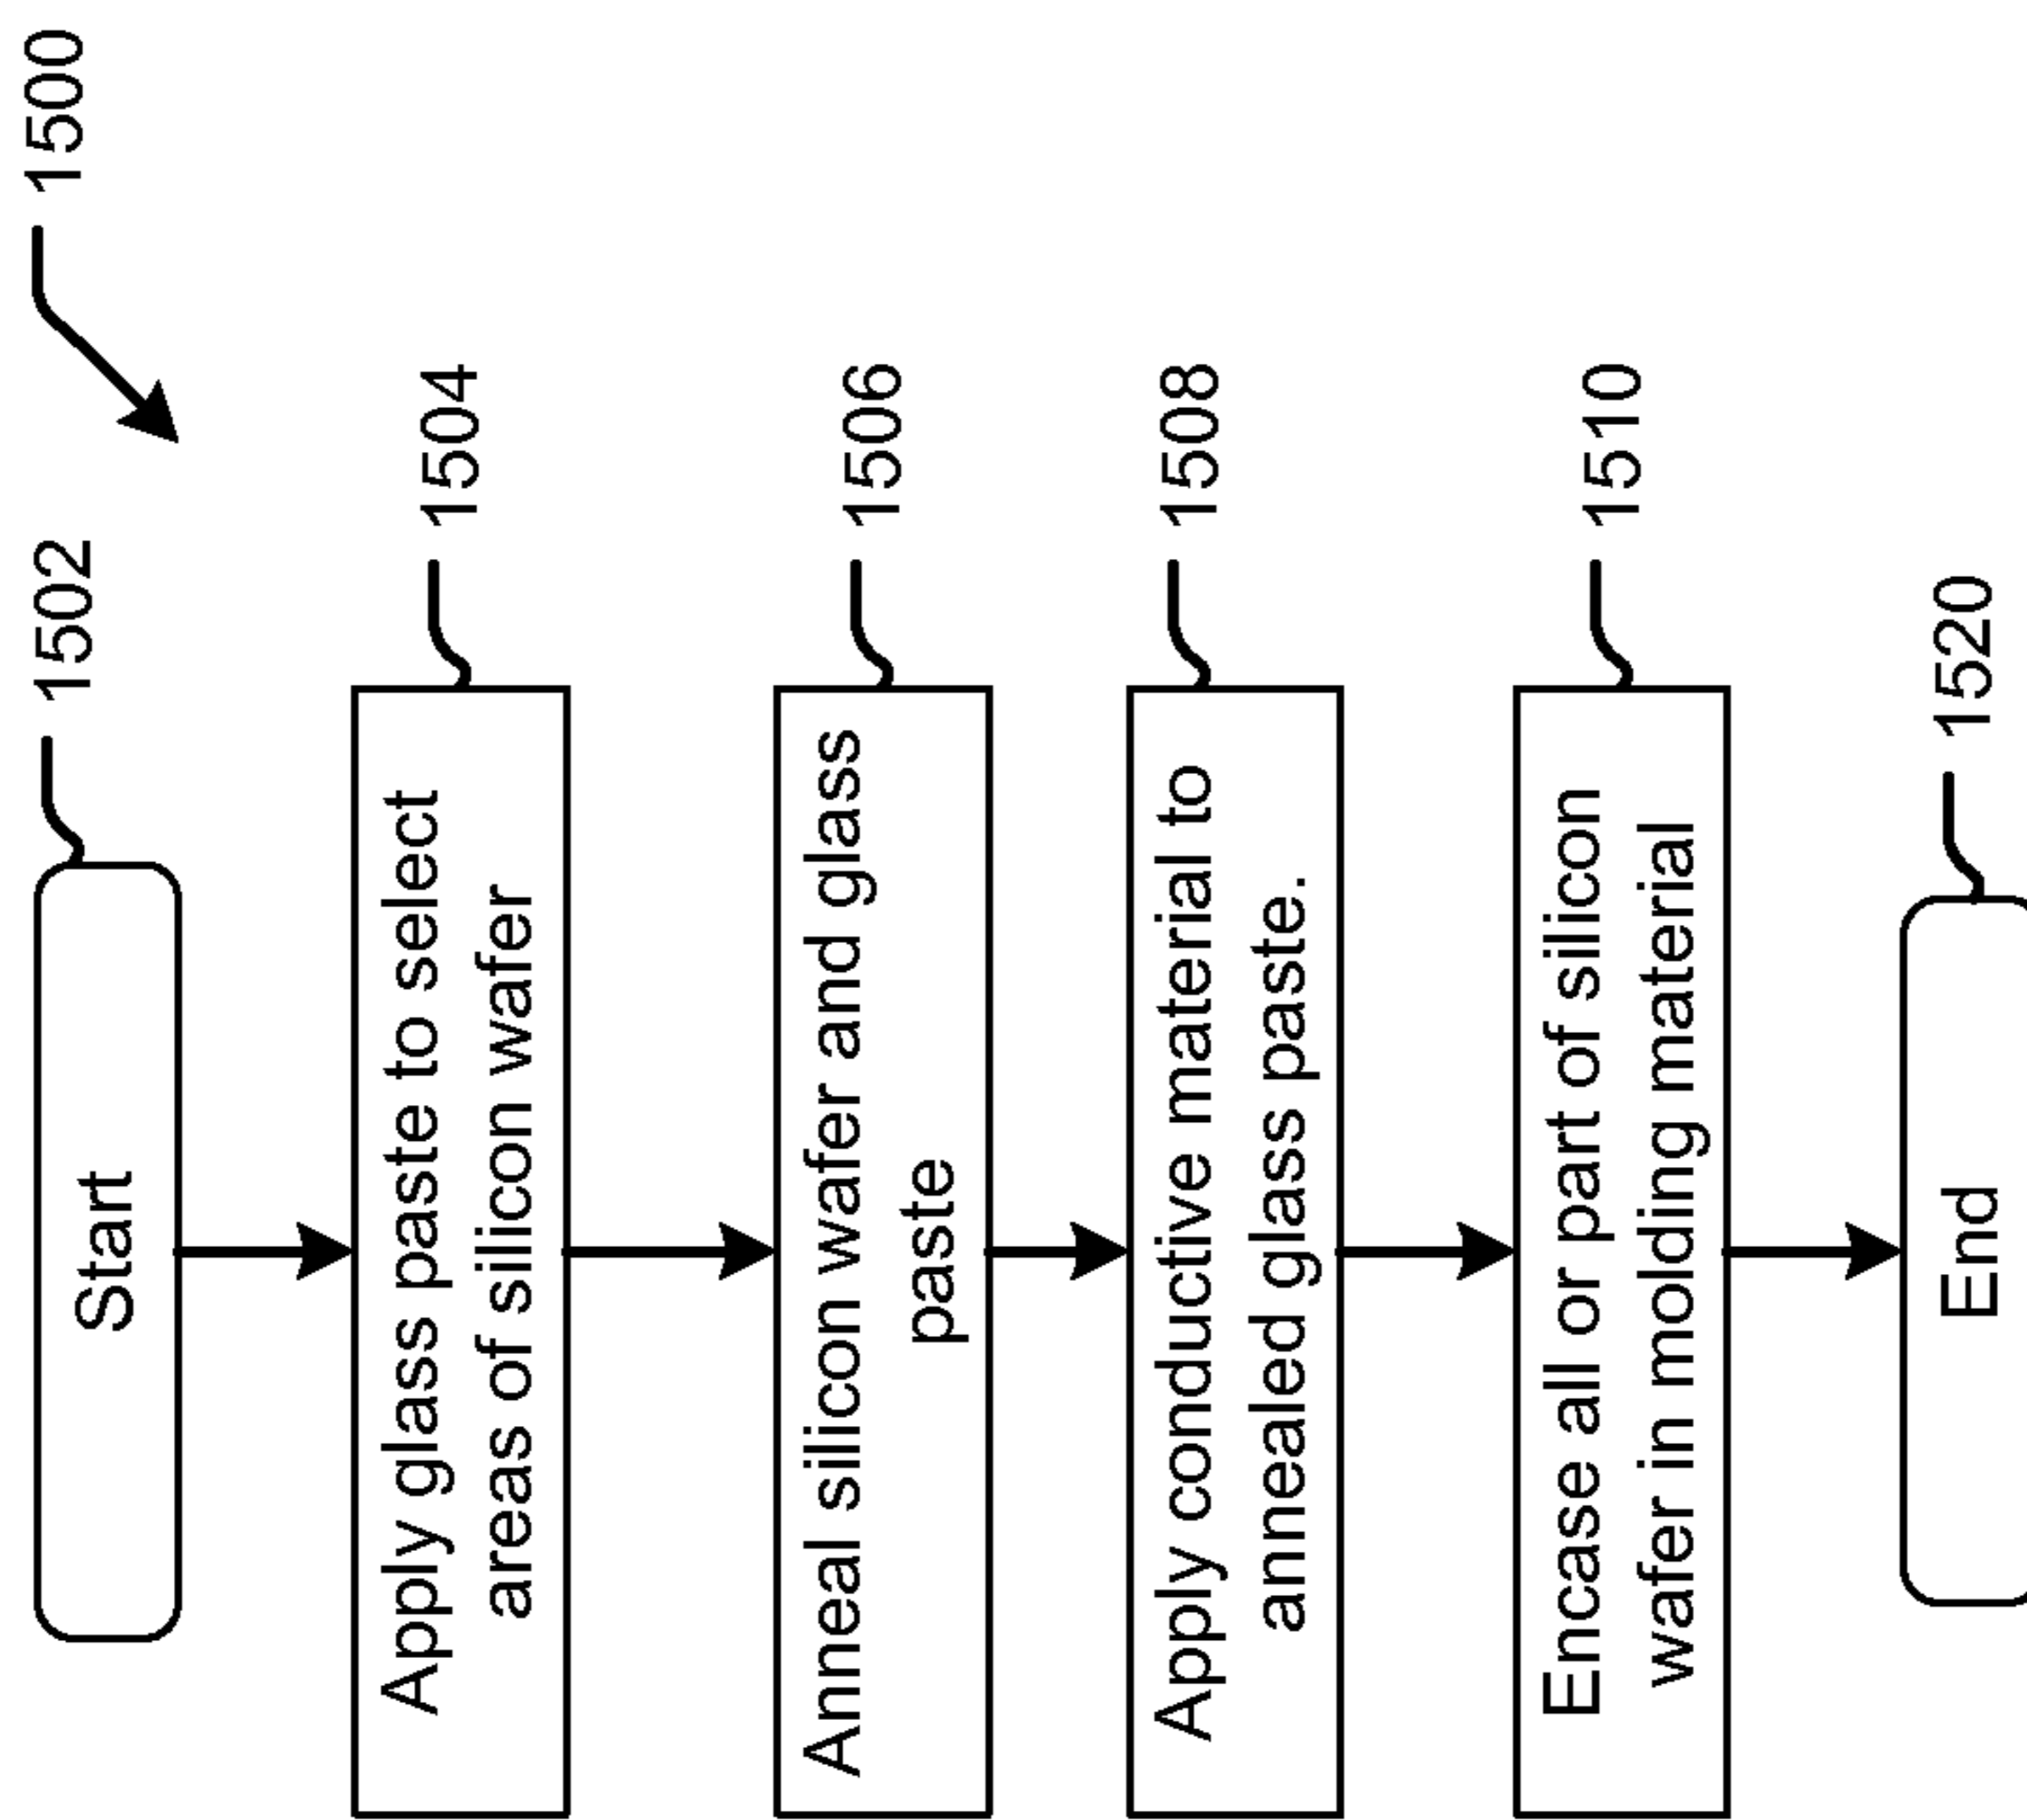 1500
Start
1502
Apply glass paste to select
areas of silicon wafer
1504
Anneal silicon wafer and glass
paste
1506
Apply conductive material to
annealed glass paste.
1508
Encase all or part of silicon
wafer in molding material
1510
End
1520